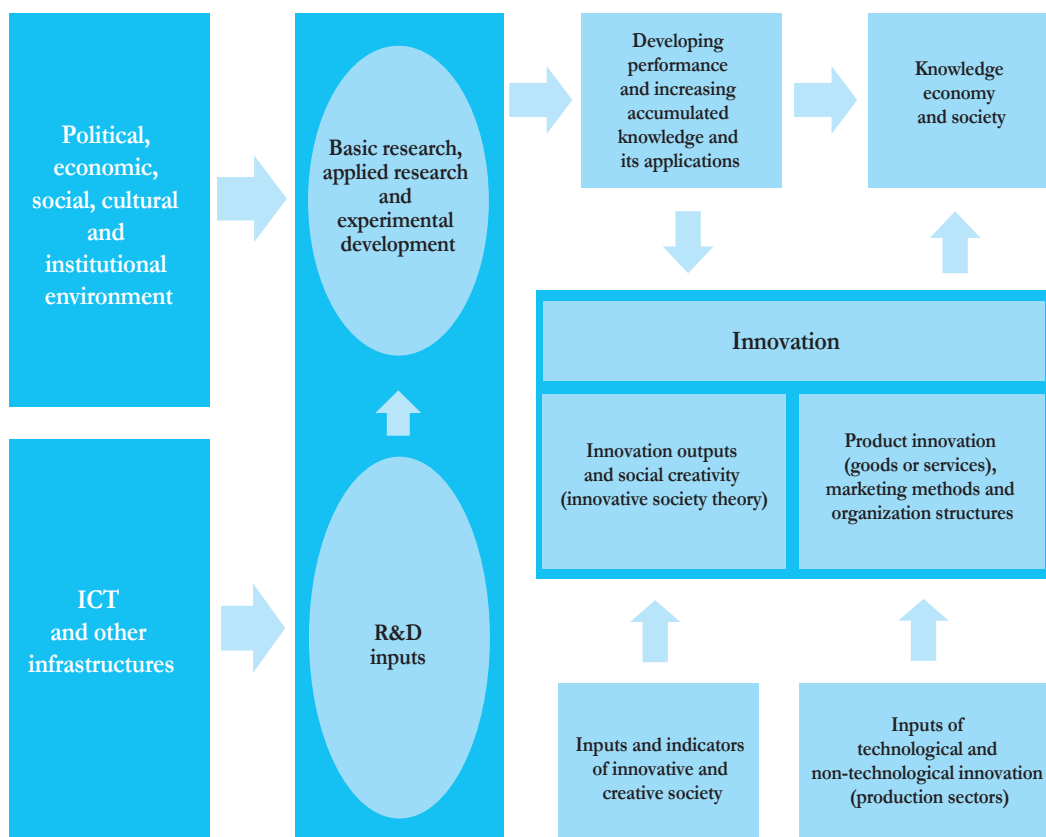 Political,
economic,
social, cultural
and
institutional
environment
Basic research,
applied research
and
experimental
development
Developing
performance
and increasing
accumulated
knowledge and
its applications
Knowledge
economy
and society
Innovation
Innovation outputs
and social creativity
(innovative society theory)
Product innovation
(goods or services),
marketing methods and
organization structures
ICT
and other
infrastructures
R&D
inputs
Inputs and indicators
of innovative and
creative society
Inputs of
technological and
non-technological innovation
(production sectors)